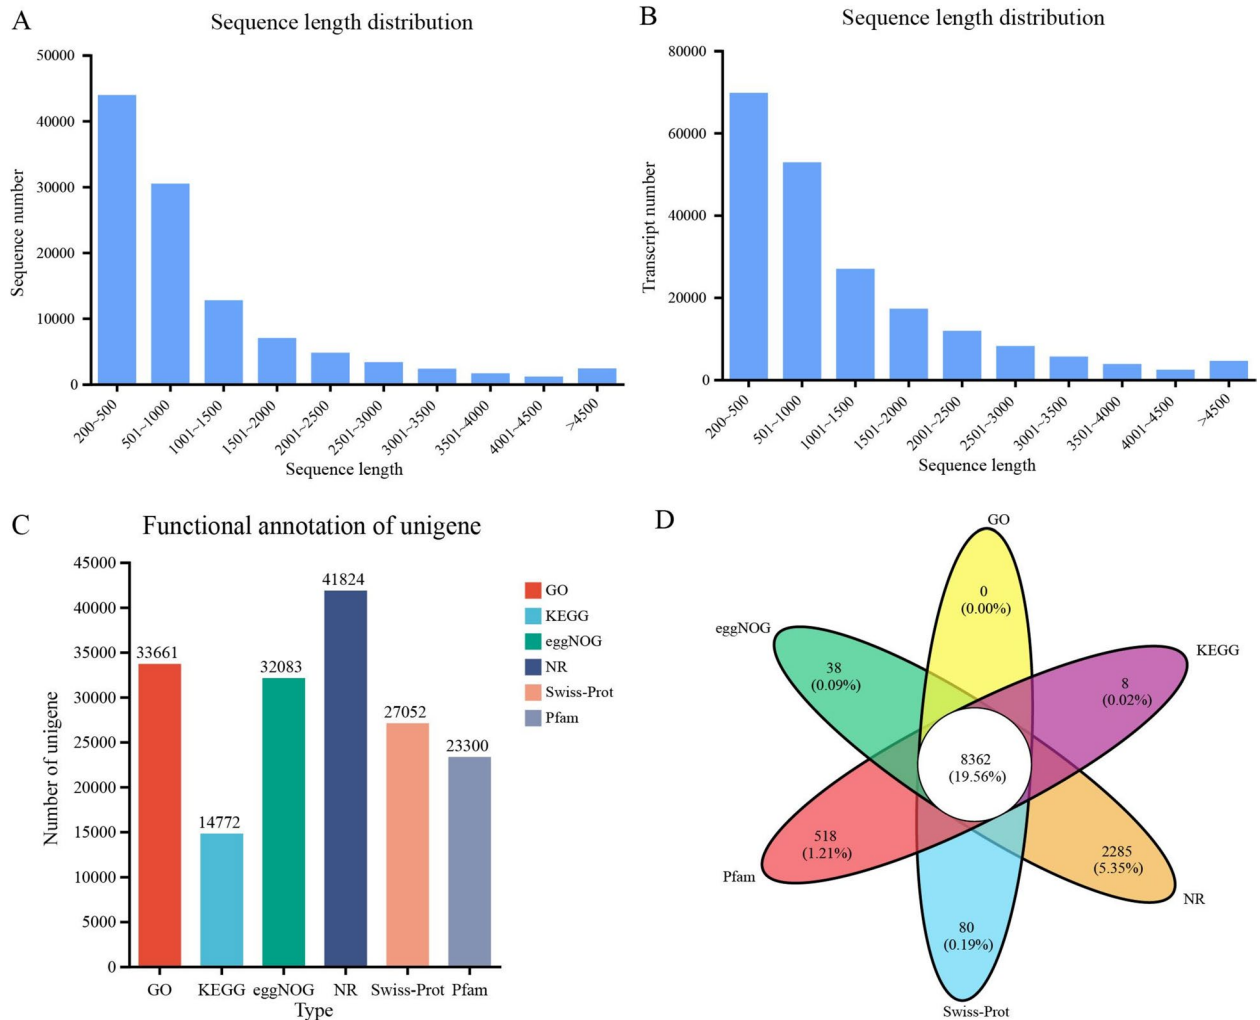 A
Sequence length distribution
50000
40000
30000
20000
10000
0
Sequence number
200~500
501~1000
1001~1500
1501~2000
2001~2500
2501~3000
3001~3500
3501~4000
4001~4500
>4500
Sequence length
B
Sequence length distribution
80000
60000
40000
20000
0
Transcript number
200~500
501~1000
1001~1500
1501~2000
2001~2500
2501~3000
3001~3500
3501~4000
4001~4500
>4500
Sequence length
C
Functional annotation of unigene
45000
40000
35000
30000
25000
20000
15000
10000
5000
0
Number of unigene
33661
14772
32083
41824
27052
23300
GO
KEGG
eggNOG
NR
Swiss-Prot
Pfam
Type
GO
KEGG
eggNOG
NR
Swiss-Prot
Pfam
D
GO
0
(0.00%)
eggNOG
38
(0.09%)
KEGG
8
(0.02%)
8362
(19.56%)
Pfam
518
(1.21%)
2285
(5.35%)
NR
80
(0.19%)
Swiss-Prot